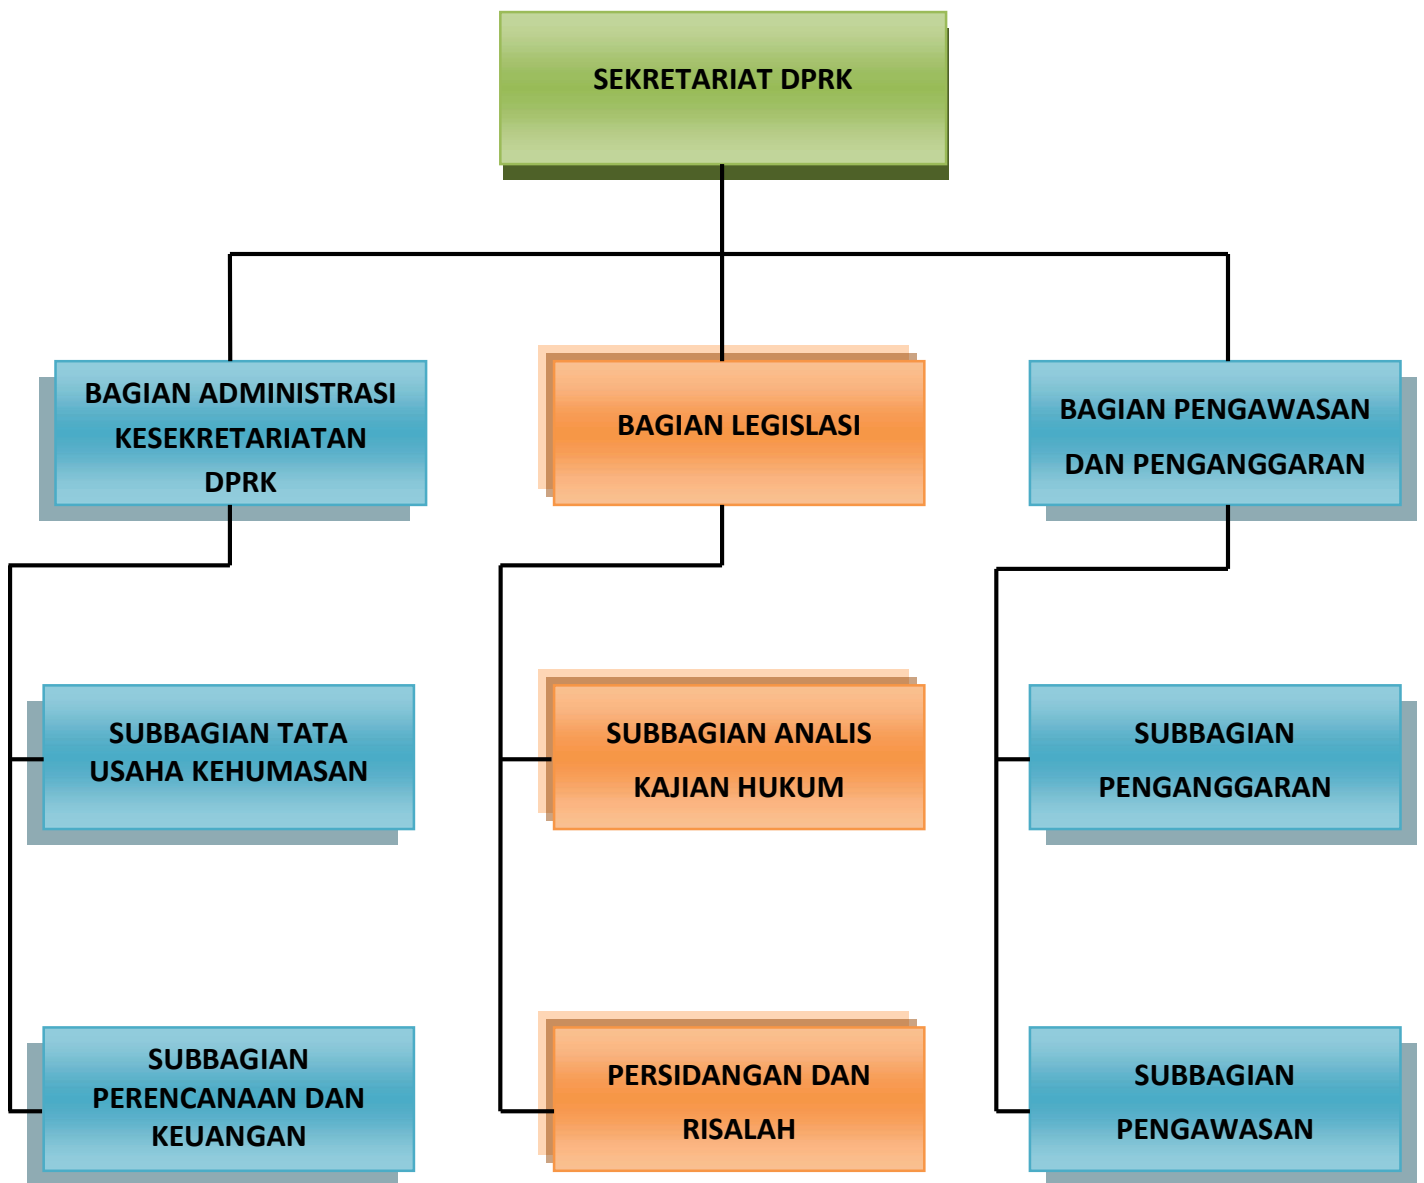 SEKRETARIAT DPRK
BAGIAN ADMINISTRASI
KESEKRETARIATAN
DPRK
BAGIAN LEGISLASI
BAGIAN PENGAWASAN
DAN PENGANGGARAN
SUBBAGIAN TATA
USAHA KEHUMASAN
SUBBAGIAN ANALIS
KAJIAN HUKUM
SUBBAGIAN
PENGANGGARAN
SUBBAGIAN
PERENCANAAN DAN
KEUANGAN
PERSIDANGAN DAN
RISALAH
SUBBAGIAN
PENGAWASAN